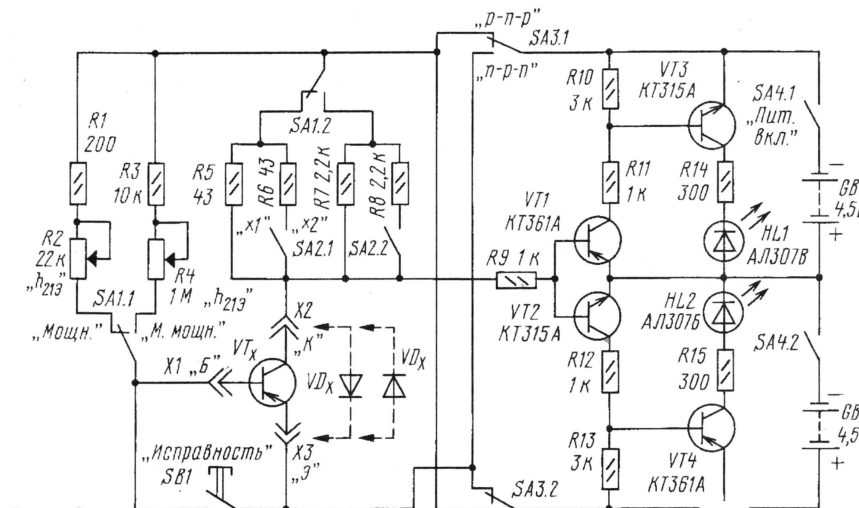 „р-п-р"
SA3.1
„п-р-п"
R10
3 к
VT3
КТ315А
SA4.1
„Пит.
вкл."
R1
200
R3
10 к
R5
43
R6 43
SA1.2
R7 2,2 к
R8 2,2 к
R11
1 к
R14
300
GB
4,5
VT1
КТ361А
HL1
АЛ307В
R2
22 к
„h21Э"
SA1.1
R4
1 М
„h21Э"
„х1"
„х2"
SA2.1
SA2.2
R9 1 к
VT2
КТ315А
HL2
АЛ307Б
SA4.2
„Мощн."
„М. мощн."
X2
„К"
X1 „Б"
VTx
VDx
VDx
R12
1 к
R15
300
GB
4,5
X3
„Э"
„Исправность"
SB1
SA3.2
R13
3 к
VT4
КТ361А